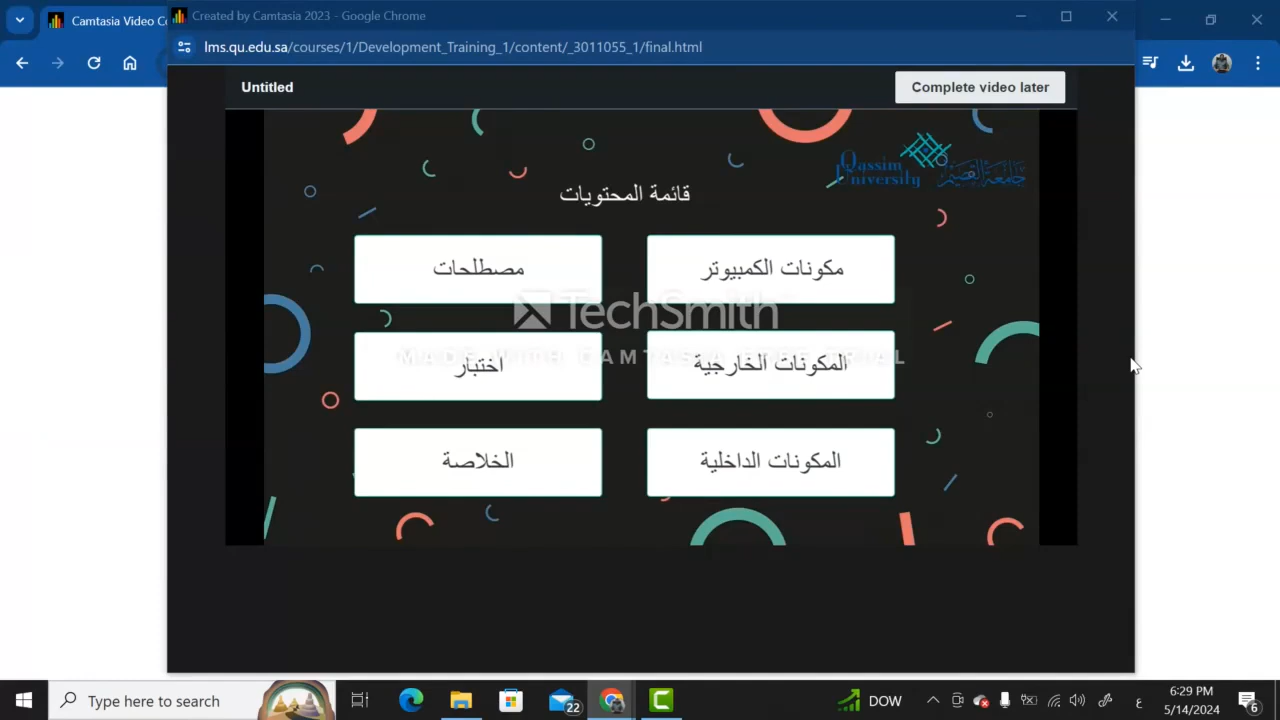 Camtasia Video Co
Created by Camtasia 2023 - Google Chrome
lms.qu.edu.sa/courses/1/Development_Training_1/content/_3011055_1/final.html
Untitled
Complete video later
Qassim
University
جامعة القصيم
قائمة المحتويات
مكونات الكمبيوتر
مصطلحات
TechSmith
MADE WITH CAMTASIA FREE TRIAL
المكونات الخارجية
اختبار
المكونات الداخلية
الخلاصة
Type here to search
22
DOW
ع
6:29 PM
5/14/2024
6